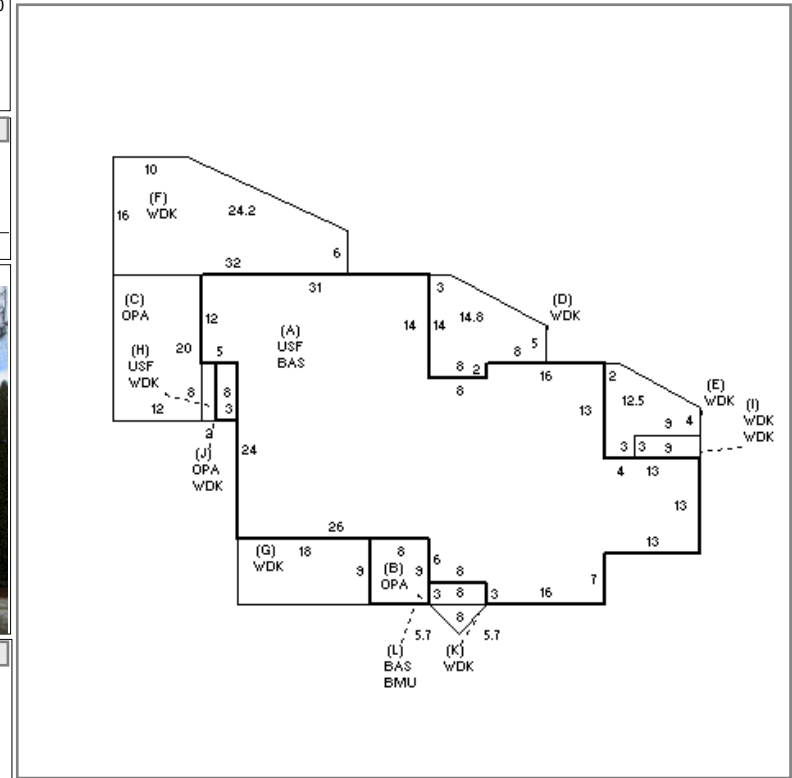 0
10
(F)
WDK
16
24.2
6
32
31
3
(C)
OPA
12
(A)
USF
BAS
14
14
14.8
(D)
WDK
5
20
(H)
USF
WDK
5
8
8
3
12
8
2
8
8
16
2
12.5
(E)
WDK
4
9
(I)
WDK
WDK
13
3
3
9
4
13
(J)
OPA
WDK
24
13
13
26
(G)
WDK
18
9
8
(B)
OPA
9
6
8
3
8
3
16
7
8
5.7
5.7
(L)
BAS
BMU
(K)
WDK